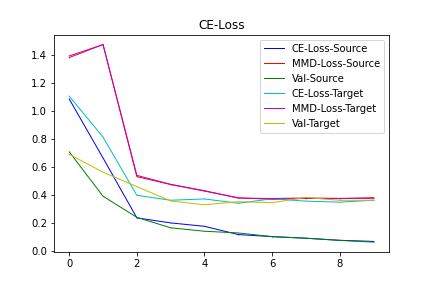 CE-Loss
CE-Loss-Source
MMD-Loss-Source
Val-Source
CE-Loss-Target
MMD-Loss-Target
Val-Target
1.4
1.2
1.0
0.8
0.6
0.4
0.2
0.0
0 2 4 6 8